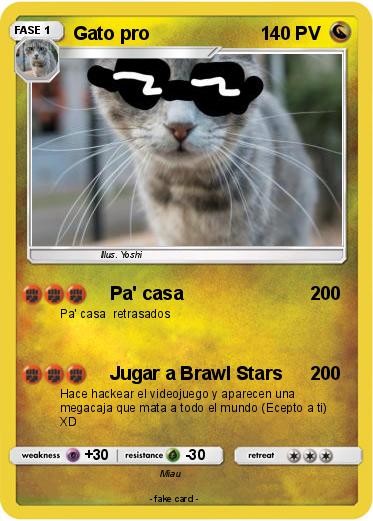 FASE 1
Gato pro
140 PV
Illus. Yoshi
Pa' casa
200
Pa' casa retrasados
Jugar a Brawl Stars
200
Hace hackear el videojuego y aparecen una
megacaja que mata a todo el mundo (Ecepto a ti)
XD
weakness
+30
resistance
-30
retreat
Miau
- fake card -